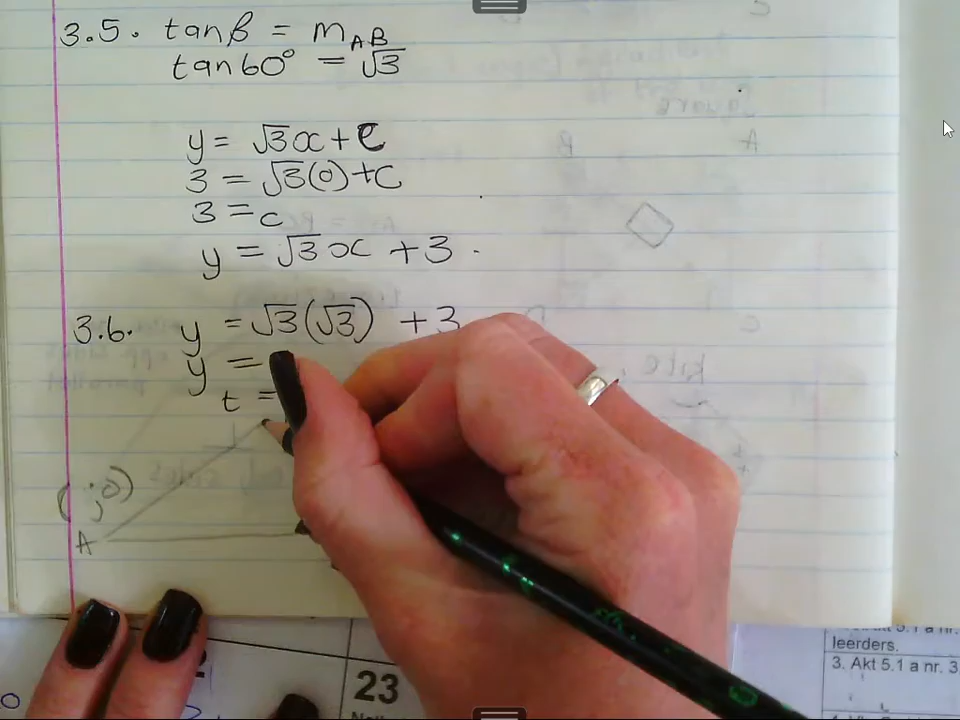 3.5. tanβ = m_AB
tan60° = √3
y = √3x + c
3 = √3(0) + c
3 = c
y = √3x + 3.
3.6. y = √3(√3) + 3
y =
t =
( ;0)
A
23
leerders.
3. Akt 5.1 a nr. 3